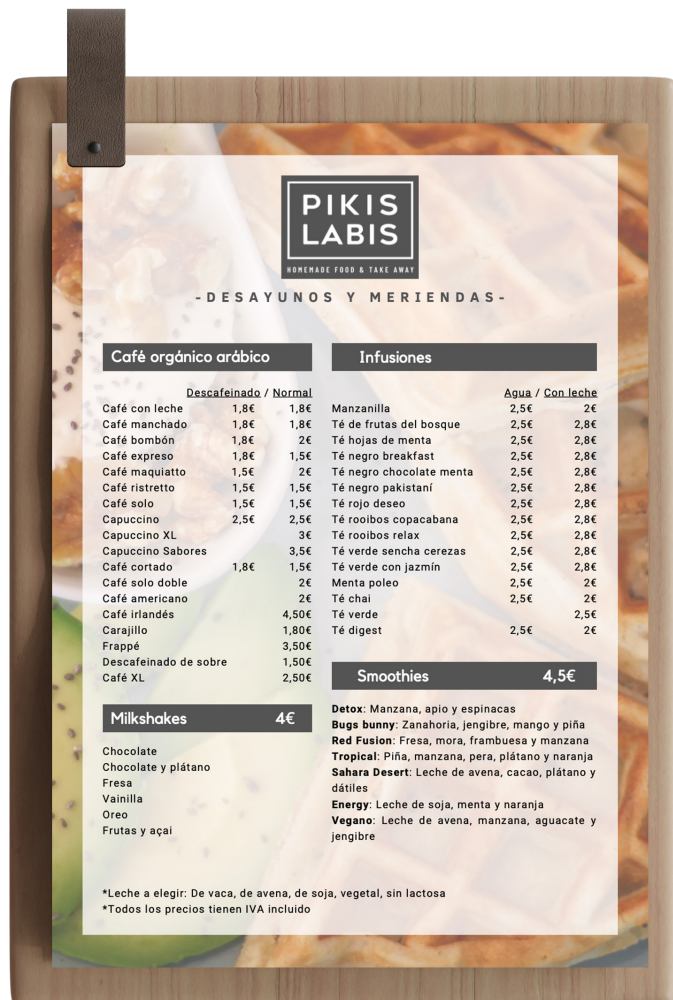 PIKIS
LABIS
HOMEMADE FOOD & TAKE AWAY
-DESAYUNOS Y MERIENDAS-
Café orgánico arábico
Descafeinado / Normal
Café con leche 1,8€ 1,8€
Café manchado 1,8€ 1,8€
Café bombón 1,8€ 2€
Café expreso 1,8€ 1,5€
Café maquiatto 1,5€ 2€
Café ristretto 1,5€ 1,5€
Café solo 1,5€ 1,5€
Capuccino 2,5€ 2,5€
Capuccino XL 3€
Capuccino Sabores 3,5€
Café cortado 1,8€ 1,5€
Café solo doble 2€
Café americano 2€
Café irlandés 4,50€
Carajillo 1,80€
Frappé 3,50€
Descafeinado de sobre 1,50€
Café XL 2,50€
Milkshakes 4€
Chocolate
Chocolate y plátano
Fresa
Vainilla
Oreo
Frutas y açai
Infusiones
Agua / Con leche
Manzanilla 2,5€ 2€
Té de frutas del bosque 2,5€ 2,8€
Té hojas de menta 2,5€ 2,8€
Té negro breakfast 2,5€ 2,8€
Té negro chocolate menta 2,5€ 2,8€
Té negro pakistaní 2,5€ 2,8€
Té rojo deseo 2,5€ 2,8€
Té rooibos copacabana 2,5€ 2,8€
Té rooibos relax 2,5€ 2,8€
Té verde sencha cerezas 2,5€ 2,8€
Té verde con jazmín 2,5€ 2,8€
Menta poleo 2,5€ 2€
Té chai 2,5€ 2€
Té verde 2,5€
Té digest 2,5€ 2€
Smoothies 4,5€
Detox: Manzana, apio y espinacas
Bugs bunny: Zanahoria, jengibre, mango y piña
Red Fusion: Fresa, mora, frambuesa y manzana
Tropical: Piña, manzana, pera, plátano y naranja
Sahara Desert: Leche de avena, cacao, plátano y
dátiles
Energy: Leche de soja, menta y naranja
Vegano: Leche de avena, manzana, aguacate y
jengibre
*Leche a elegir: De vaca, de avena, de soja, vegetal, sin lactosa
*Todos los precios tienen IVA incluido